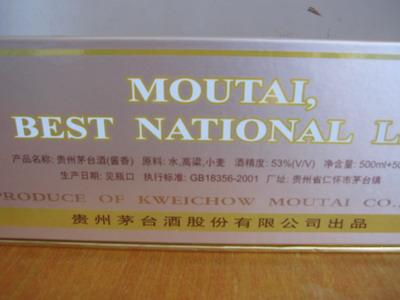 MOUTAI,
BEST NATIONAL L
产品名称: 贵州茅台酒(酱香) 原料: 水,高粱,小麦 酒精度: 53%(V/V) 净含量: 500ml+50
生产日期: 见瓶口 执行标准: GB18356-2001 厂址: 贵州省仁怀市茅台镇
PRODUCE OF KWEICHOW MOUTAI CO.,
贵州茅台酒股份有限公司出品